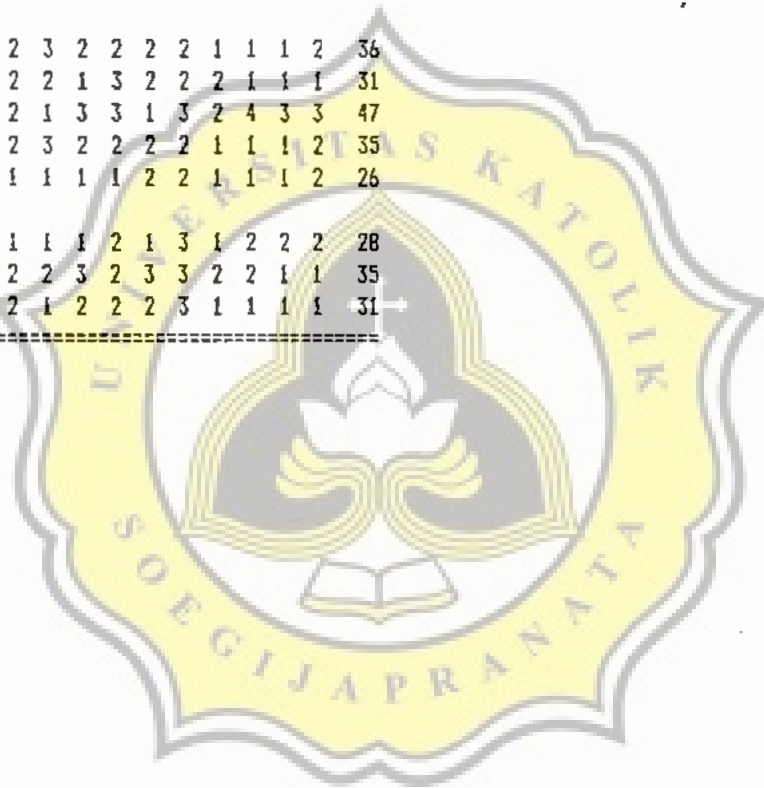 2 3 2 2 2 2 1 1 1 2 36
2 2 1 3 2 2 2 1 1 1 31
2 1 3 3 1 3 2 4 3 3 47
2 3 2 2 2 2 1 1 1 2 35
1 1 1 1 2 2 1 1 1 2 26
1 1 1 2 1 3 1 2 2 2 28
2 2 3 2 3 3 2 2 1 1 35
2 1 2 2 2 3 1 1 1 1 31
UNIVERSITAS KATOLIK
SOEGIJAPRANATA